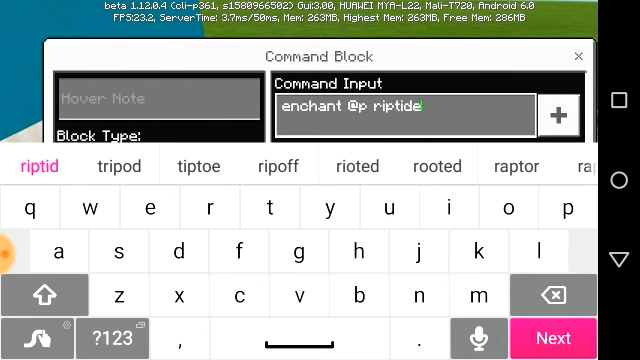 beta 1.12.0.4 (cli-p361, s1580966502) Gui:3.00, HUAWEI MYA-L22, Mali-T720, Android 6.0
FPS:23.2, ServerTime: 3.7ms/50ms, Mem: 263MB, Highest Mem: 263MB, Free Mem: 286MB
Command Block ×
Hover Note
Block Type:
Command Input
enchant @p riptide
+
riptid tripod tiptoe ripoff rioted rooted raptor
q w e r t y u i o p
a s d f g h j k l
z x c v b n m
?123 , . Next